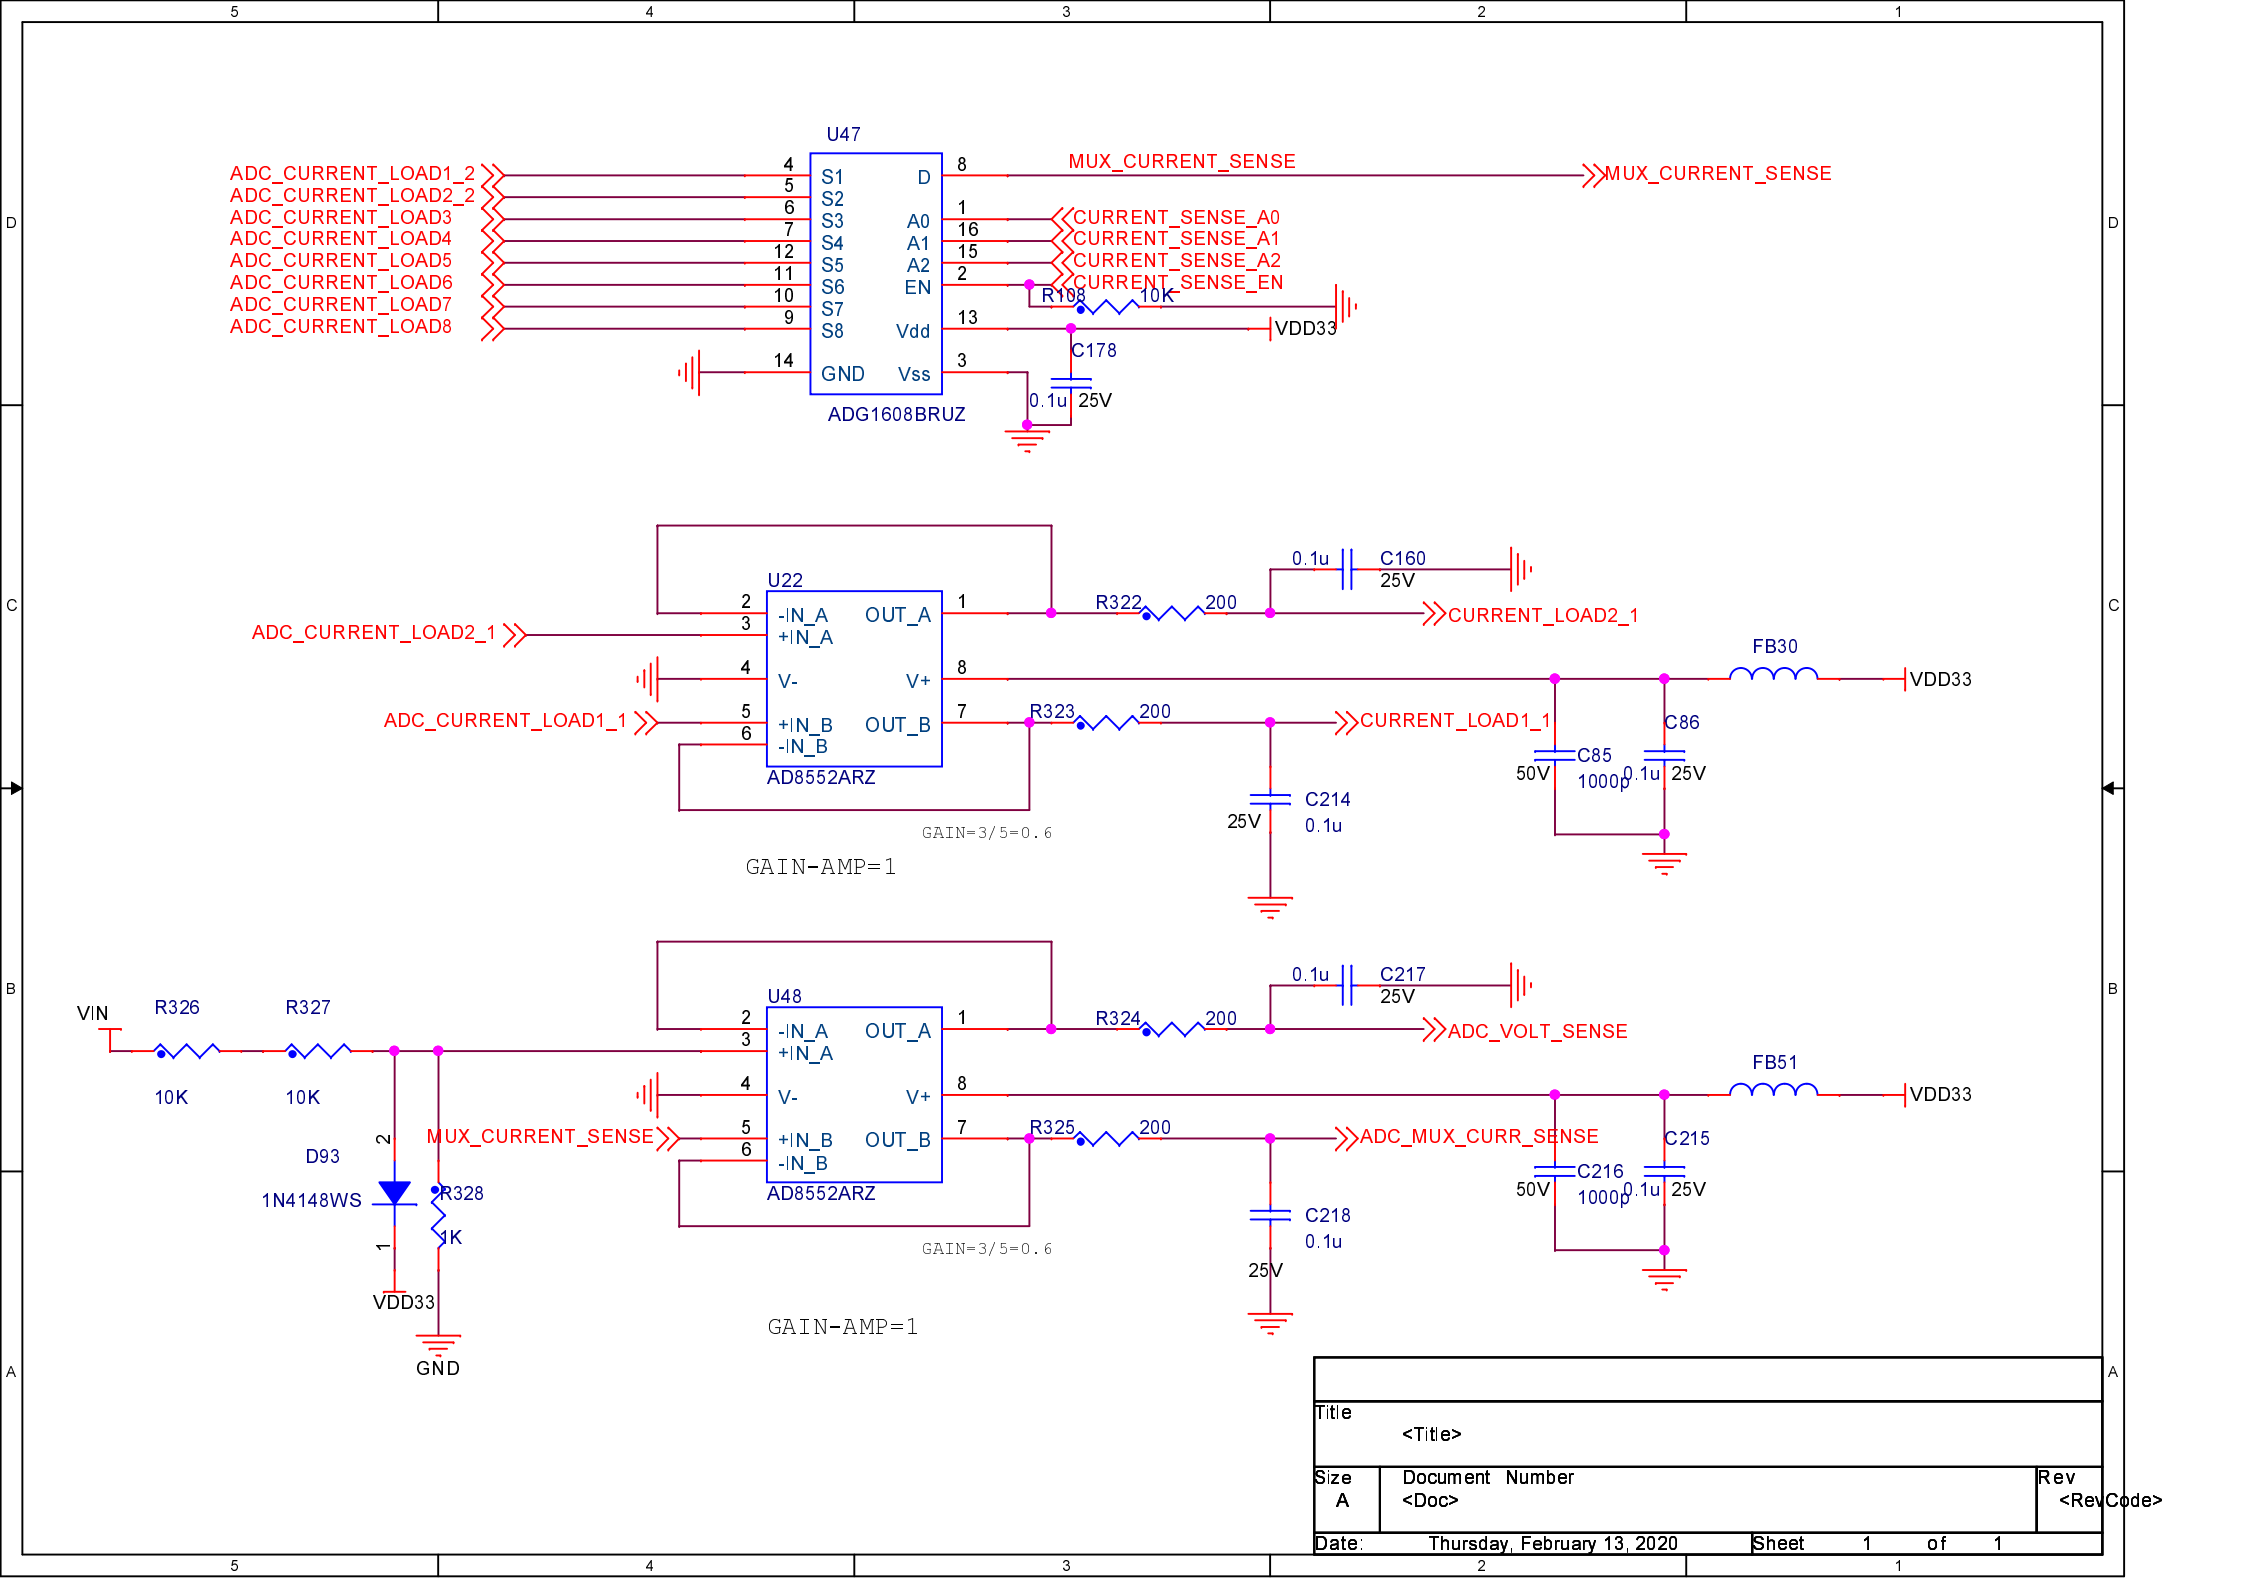 5 4 3 2 1
D D
C C
B B
A A
U47
ADC_CURRENT_LOAD1_2 4 S1 D 8 MUX_CURRENT_SENSE MUX_CURRENT_SENSE
ADC_CURRENT_LOAD2_2 5 S2
ADC_CURRENT_LOAD3 6 S3 A0 1 CURRENT_SENSE_A0
ADC_CURRENT_LOAD4 7 S4 A1 16 CURRENT_SENSE_A1
ADC_CURRENT_LOAD5 12 S5 A2 15 CURRENT_SENSE_A2
ADC_CURRENT_LOAD6 11 S6 EN 2 CURRENT_SENSE_EN
ADC_CURRENT_LOAD7 10 S7 R108 10K
ADC_CURRENT_LOAD8 9 S8 Vdd 13 VDD33
C178
14 GND Vss 3
0.1u 25V
ADG1608BRUZ
0.1u C160
25V
U22
2 -IN_A OUT_A 1 R322 200 CURRENT_LOAD2_1
ADC_CURRENT_LOAD2_1 3 +IN_A
FB30
4 V- V+ 8 VDD33
ADC_CURRENT_LOAD1_1 5 +IN_B OUT_B 7 R323 200 CURRENT_LOAD1_1 C86
6 -IN_B
C85
50V 1000p 0.1u 25V
AD8552ARZ
C214
25V 0.1u
GAIN=3/5=0.6
GAIN-AMP=1
0.1u C217
25V
U48
VIN R326 R327
2 -IN_A OUT_A 1 R324 200 ADC_VOLT_SENSE
3 +IN_A
FB51
10K 10K
4 V- V+ 8 VDD33
MUX_CURRENT_SENSE 5 +IN_B OUT_B 7 R325 200 ADC_MUX_CURR_SENSE C215
6 -IN_B
2
D93
1N4148WS R328
1K
1
VDD33
GND
C216
50V 1000p 0.1u 25V
AD8552ARZ
C218
0.1u
25V
GAIN=3/5=0.6
GAIN-AMP=1
Title
<Title>
Size Document Number Rev
A <Doc> <RevCode>
Date: Thursday, February 13, 2020 Sheet 1 of 1
5 4 3 2 1